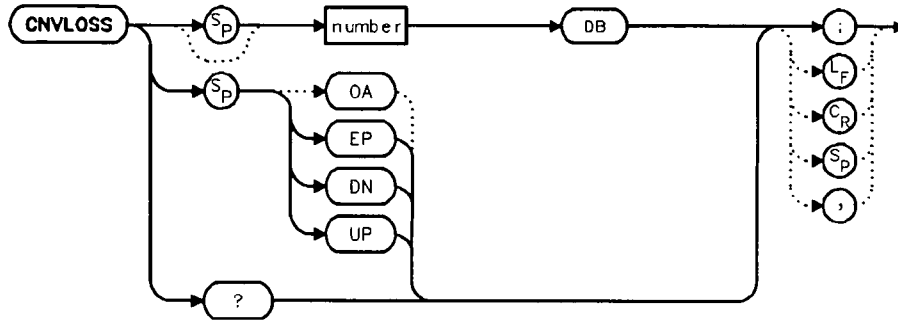 CNVLOSS SP number DB ;
LF
SP OA
CR
EP
SP
DN
,
UP
?